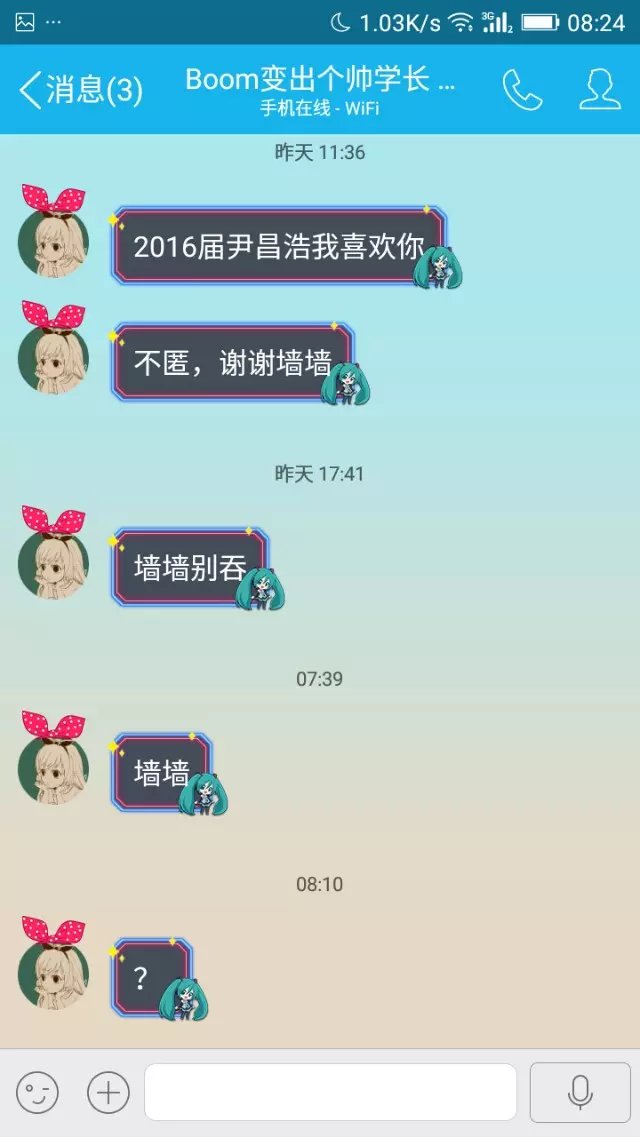 1.03K/s 3G 2 08:24
消息(3)
Boom变出个帅学长 ...
手机在线 - WiFi
昨天 11:36
2016届尹昌浩我喜欢你
不匿，谢谢墙墙
昨天 17:41
墙墙别吞
07:39
墙墙
08:10
？